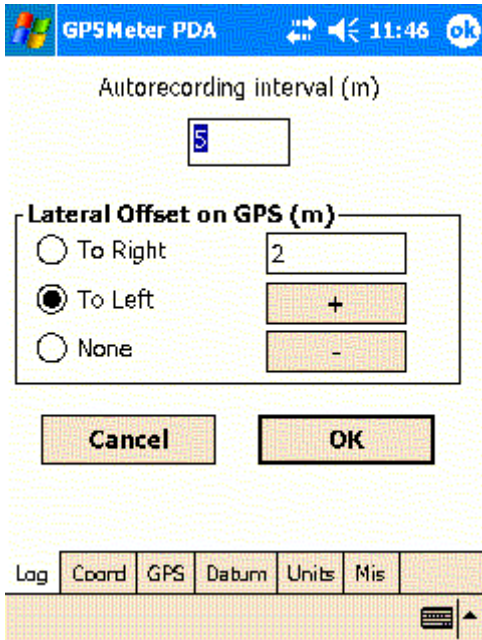 GPSMeter PDA 11:46 ok
Autorecording interval (m)
5
Lateral Offset on GPS (m)
To Right 2
To Left +
None -
Cancel OK
Log Coord GPS Datum Units Mis